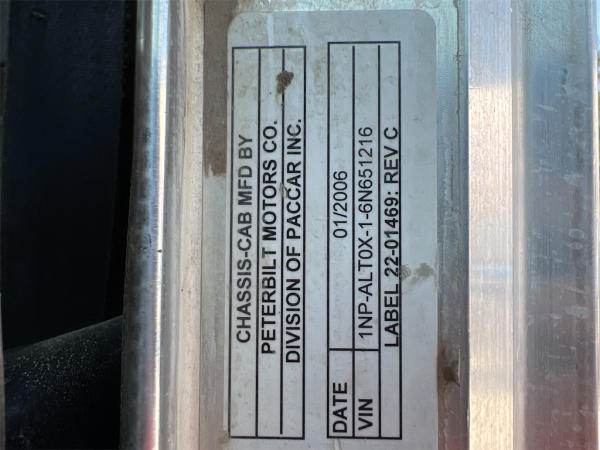 CHASSIS-CAB MFD BY
PETERBILT MOTORS CO.
DIVISION OF PACCAR INC.
DATE 01/2006
VIN 1NP-ALT0X-1-6N651216
LABEL 22-01469: REV C